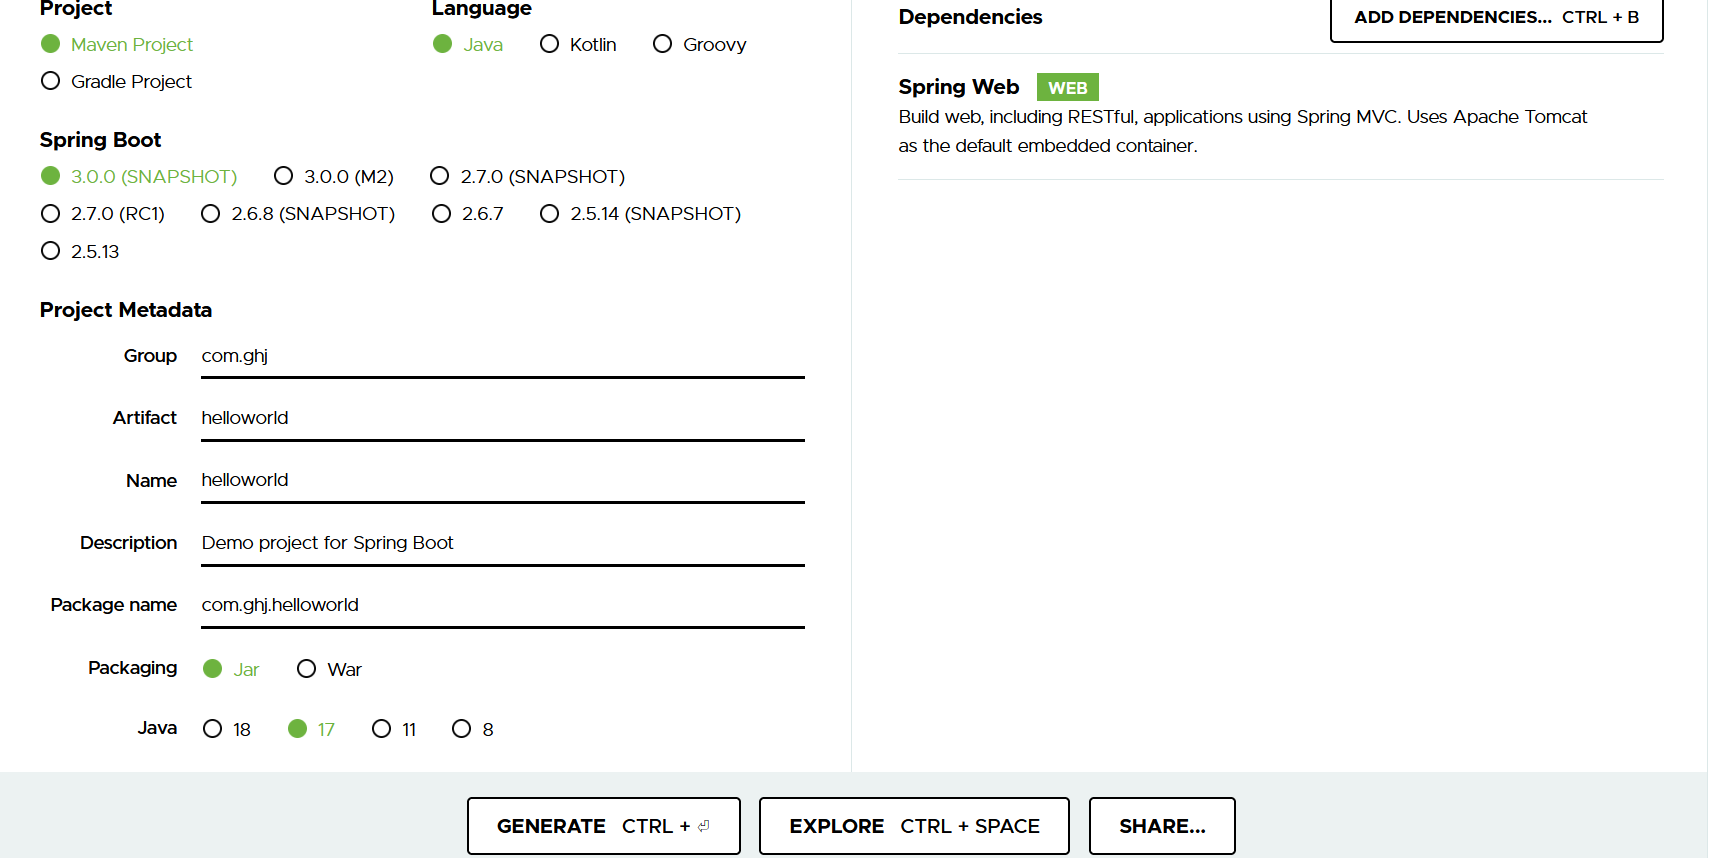 Project
Maven Project
Gradle Project
Language
Java Kotlin Groovy
Spring Boot
3.0.0 (SNAPSHOT) 3.0.0 (M2) 2.7.0 (SNAPSHOT)
2.7.0 (RC1) 2.6.8 (SNAPSHOT) 2.6.7 2.5.14 (SNAPSHOT)
2.5.13
Project Metadata
Group com.ghj
Artifact helloworld
Name helloworld
Description Demo project for Spring Boot
Package name com.ghj.helloworld
Packaging Jar War
Java 18 17 11 8
Dependencies ADD DEPENDENCIES... CTRL + B
Spring Web WEB
Build web, including RESTful, applications using Spring MVC. Uses Apache Tomcat
as the default embedded container.
GENERATE CTRL + ⏎ EXPLORE CTRL + SPACE SHARE...